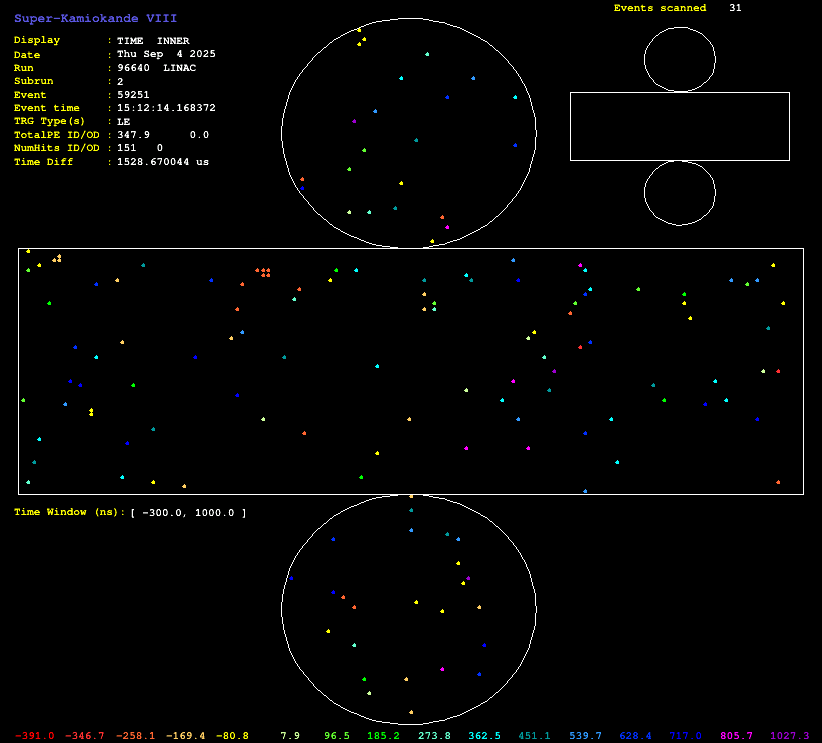 Super-Kamiokande VIII
Events scanned 31
Display : TIME INNER
Date : Thu Sep 4 2025
Run : 96640 LINAC
Subrun : 2
Event : 59251
Event time : 15:12:14.168372
TRG Type(s) : LE
TotalPE ID/OD : 347.9 0.0
NumHits ID/OD : 151 0
Time Diff : 1528.670044 us
Time Window (ns): [ -300.0, 1000.0 ]
-391.0 -346.7 -258.1 -169.4 -80.8 7.9 96.5 185.2 273.8 362.5 451.1 539.7 628.4 717.0 805.7 1027.3